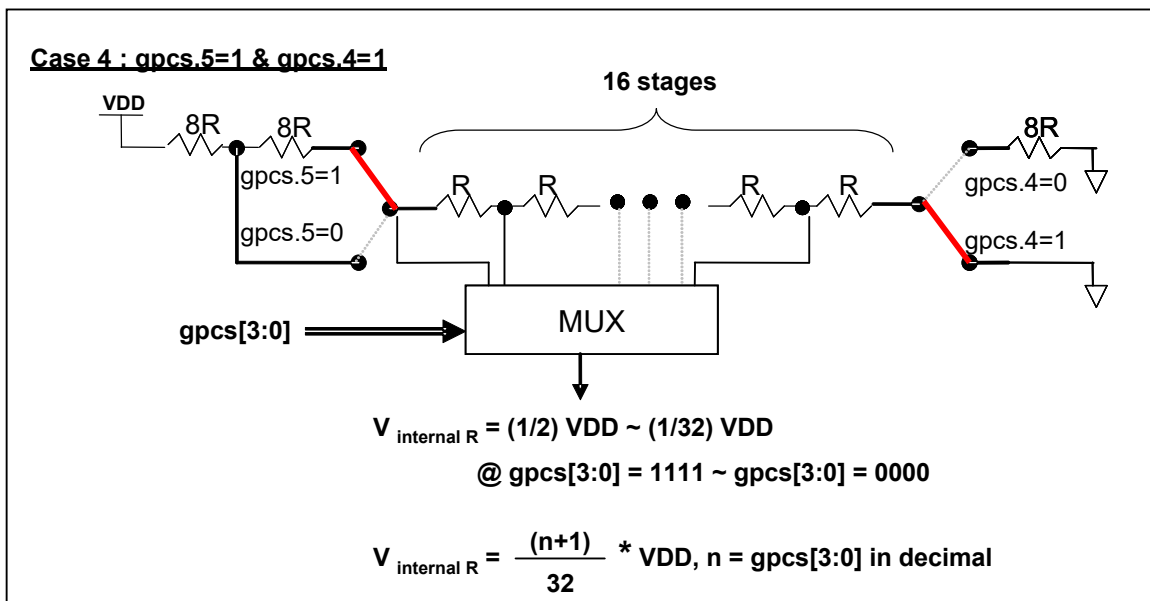 Case 4 : gpcs.5=1 & gpcs.4=1
16 stages
VDD
8R
8R
8R
gpcs.5=1
R
R
R
R
gpcs.4=0
gpcs.5=0
gpcs.4=1
MUX
gpcs[3:0]
V internal R = (1/2) VDD ~ (1/32) VDD
@ gpcs[3:0] = 1111 ~ gpcs[3:0] = 0000
V internal R = (n+1) / 32 * VDD, n = gpcs[3:0] in decimal